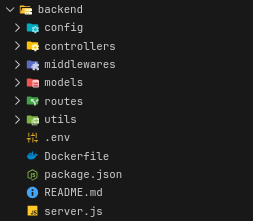 backend
config
controllers
middlewares
models
routes
utils
.env
Dockerfile
package.json
README.md
server.js